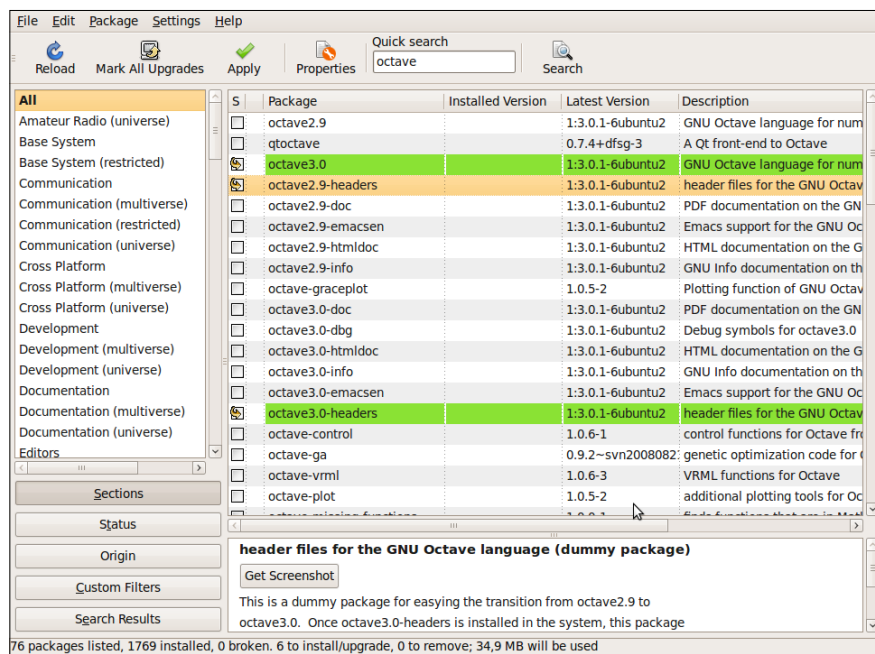 File Edit Package Settings Help
Reload Mark All Upgrades Apply Properties Quick search octave Search
All
Amateur Radio (universe)
Base System
Base System (restricted)
Communication
Communication (multiverse)
Communication (restricted)
Communication (universe)
Cross Platform
Cross Platform (multiverse)
Cross Platform (universe)
Development
Development (multiverse)
Development (universe)
Documentation
Documentation (multiverse)
Documentation (universe)
Editors
Sections
Status
Origin
Custom Filters
Search Results
S Package Installed Version Latest Version Description
octave2.9 1:3.0.1-6ubuntu2 GNU Octave language for num
qtoctave 0.7.4+dfsg-3 A Qt front-end to Octave
octave3.0 1:3.0.1-6ubuntu2 GNU Octave language for num
octave2.9-headers 1:3.0.1-6ubuntu2 header files for the GNU Octav
octave2.9-doc 1:3.0.1-6ubuntu2 PDF documentation on the GN
octave2.9-emacsen 1:3.0.1-6ubuntu2 Emacs support for the GNU Oc
octave2.9-htmldoc 1:3.0.1-6ubuntu2 HTML documentation on the G
octave2.9-info 1:3.0.1-6ubuntu2 GNU Info documentation on th
octave-graceplot 1.0.5-2 Plotting function of GNU Octav
octave3.0-doc 1:3.0.1-6ubuntu2 PDF documentation on the GN
octave3.0-dbg 1:3.0.1-6ubuntu2 Debug symbols for octave3.0
octave3.0-htmldoc 1:3.0.1-6ubuntu2 HTML documentation on the G
octave3.0-info 1:3.0.1-6ubuntu2 GNU Info documentation on th
octave3.0-emacsen 1:3.0.1-6ubuntu2 Emacs support for the GNU Oc
octave3.0-headers 1:3.0.1-6ubuntu2 header files for the GNU Octav
octave-control 1.0.6-1 control functions for Octave fro
octave-ga 0.9.2~svn2008082 genetic optimization code for
octave-vrml 1.0.6-3 VRML functions for Octave
octave-plot 1.0.5-2 additional plotting tools for Oc
header files for the GNU Octave language (dummy package)
Get Screenshot
This is a dummy package for easying the transition from octave2.9 to
octave3.0. Once octave3.0-headers is installed in the system, this package
76 packages listed, 1769 installed, 0 broken. 6 to install/upgrade, 0 to remove; 34,9 MB will be used